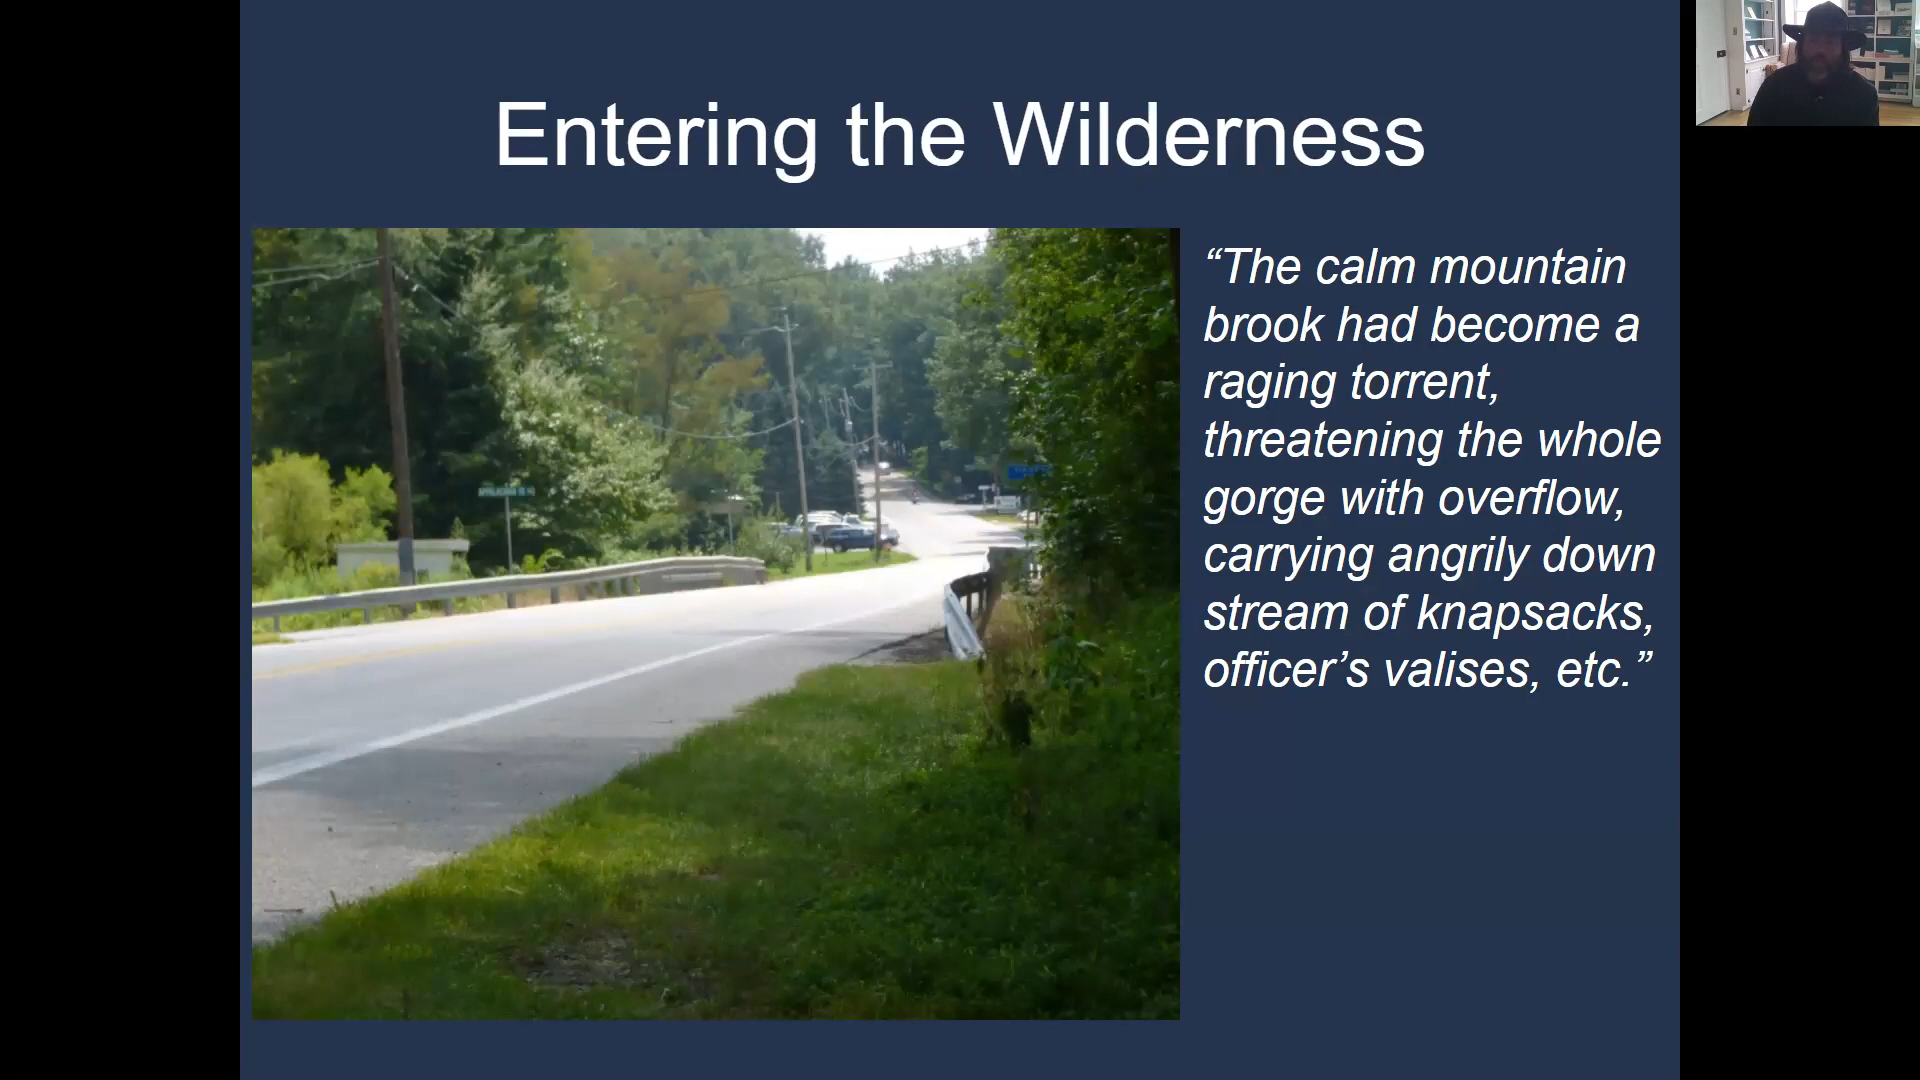 Entering the Wilderness
“The calm mountain
brook had become a
raging torrent,
threatening the whole
gorge with overflow,
carrying angrily down
stream of knapsacks,
officer’s valises, etc.”